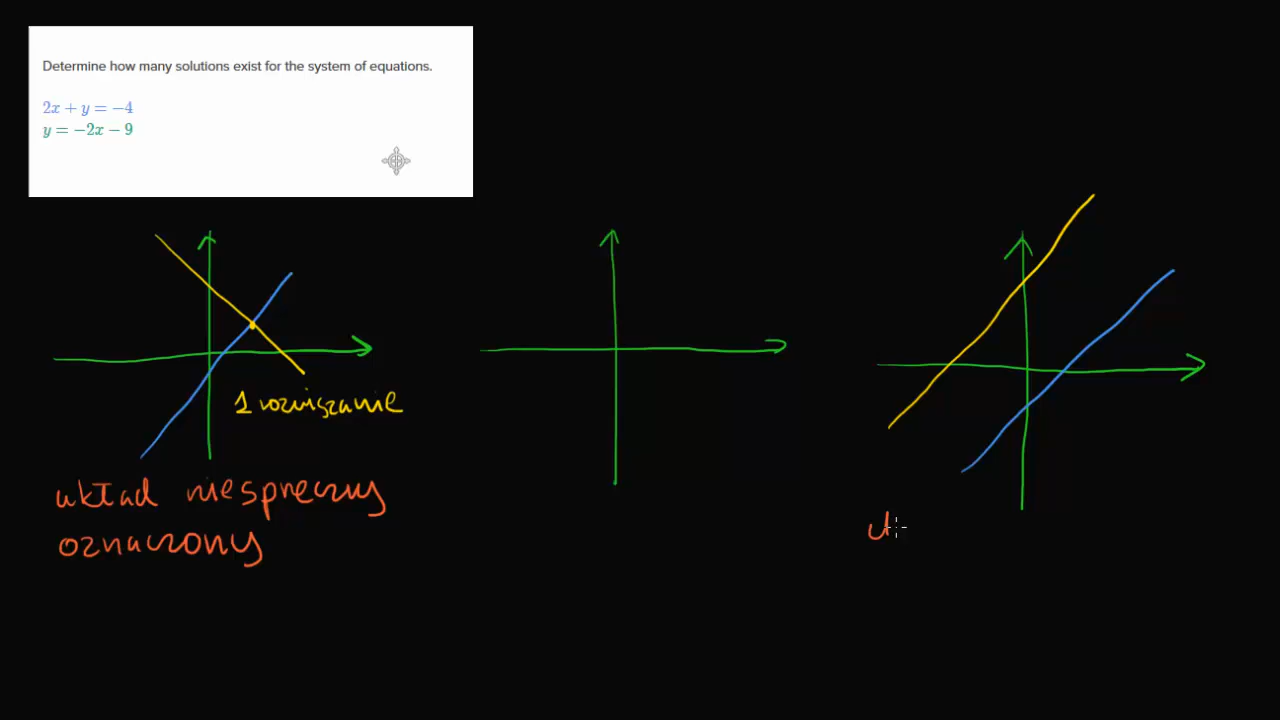 Determine how many solutions exist for the system of equations.
2x + y = −4
y = −2x − 9
1 rozwiązanie
układ niesprzeczny
oznaczony
u